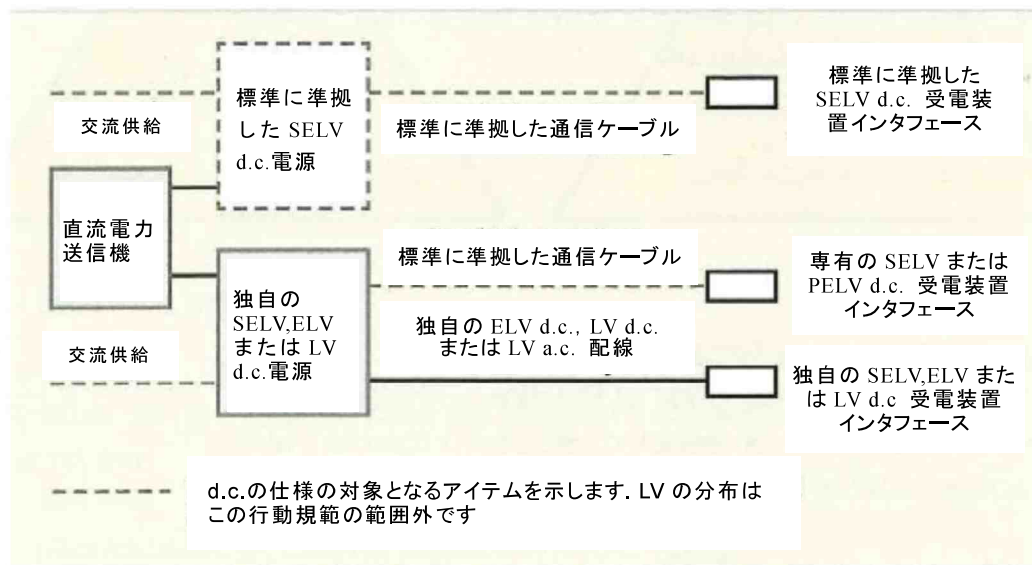 標準に準拠
した SELV
d.c.電源
交流供給
標準に準拠した通信ケーブル
標準に準拠した
SELV d.c. 受電装
置インタフェース
直流電力
送信機
標準に準拠した通信ケーブル
専有の SELV または
PELV d.c. 受電装置
インタフェース
独自の
SELV,ELV
または LV
d.c.電源
独自の ELV d.c., LV d.c.
または LV a.c. 配線
交流供給
独自の SELV,ELV また
は LV d.c 受電装置
インタフェース
d.c.の仕様の対象となるアイテムを示します. LV の分布は
この行動規範の範囲外です